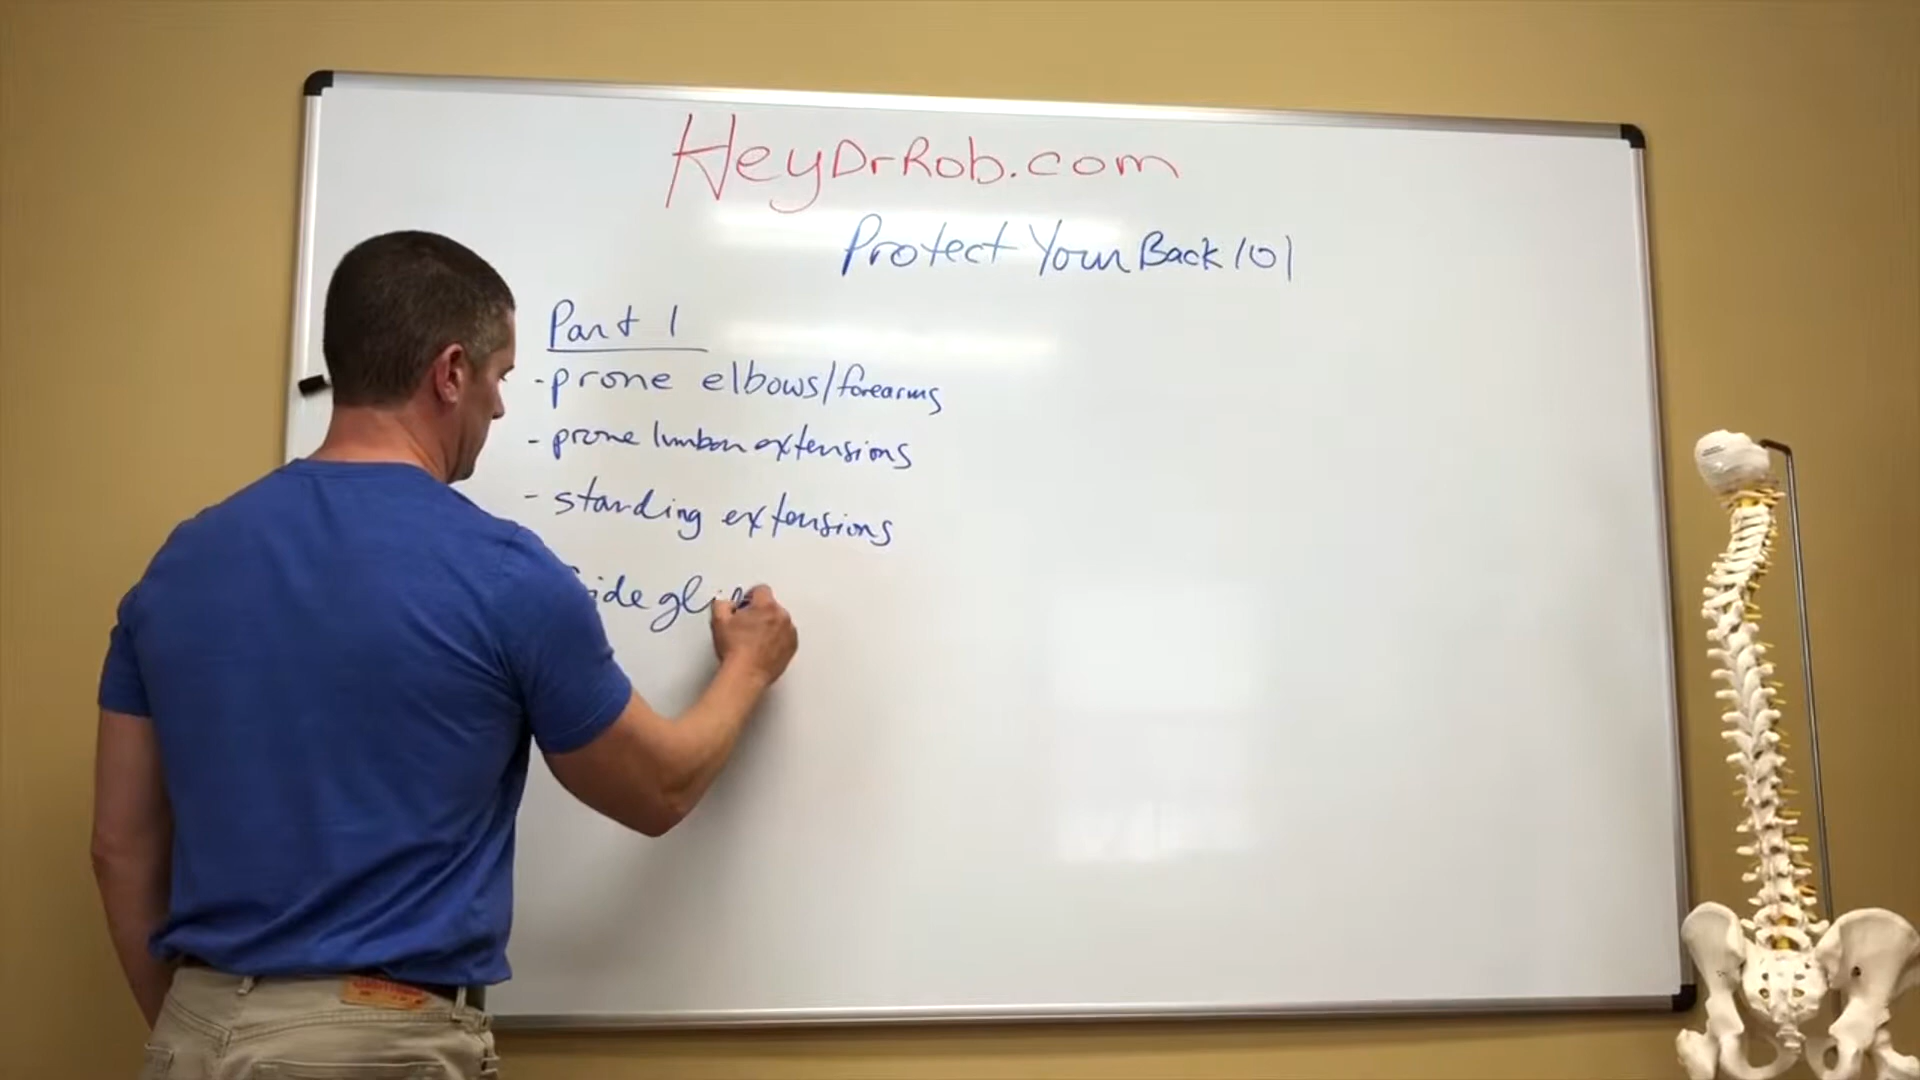 HeyDrRob.com
Protect Your Back 101
Part 1
- prone elbows/forearms
- prone lumbar extensions
- standing extensions
side gli